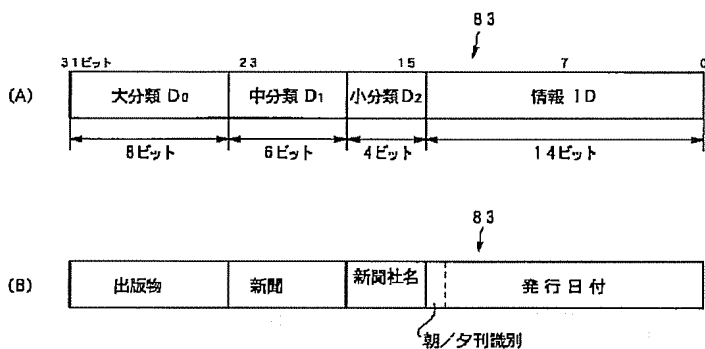 83
31ビット 23 15 7 0
(A) 大分類 D0 中分類 D1 小分類 D2 情報 ID
8ビット 6ビット 4ビット 14ビット
83
(B) 出版物 新聞 新聞社名 発行日付
朝/夕刊識別